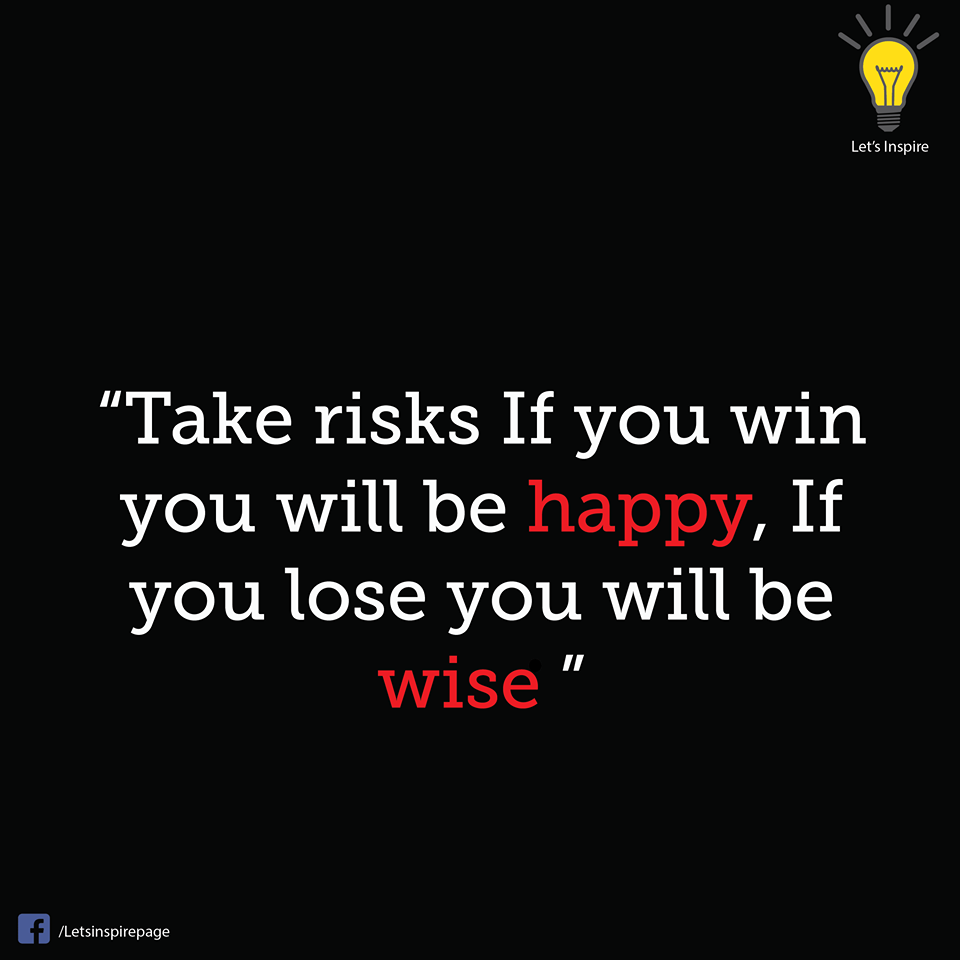 Let's Inspire
“Take risks If you win
you will be happy, If
you lose you will be
wise ”
/Letsinspirepage